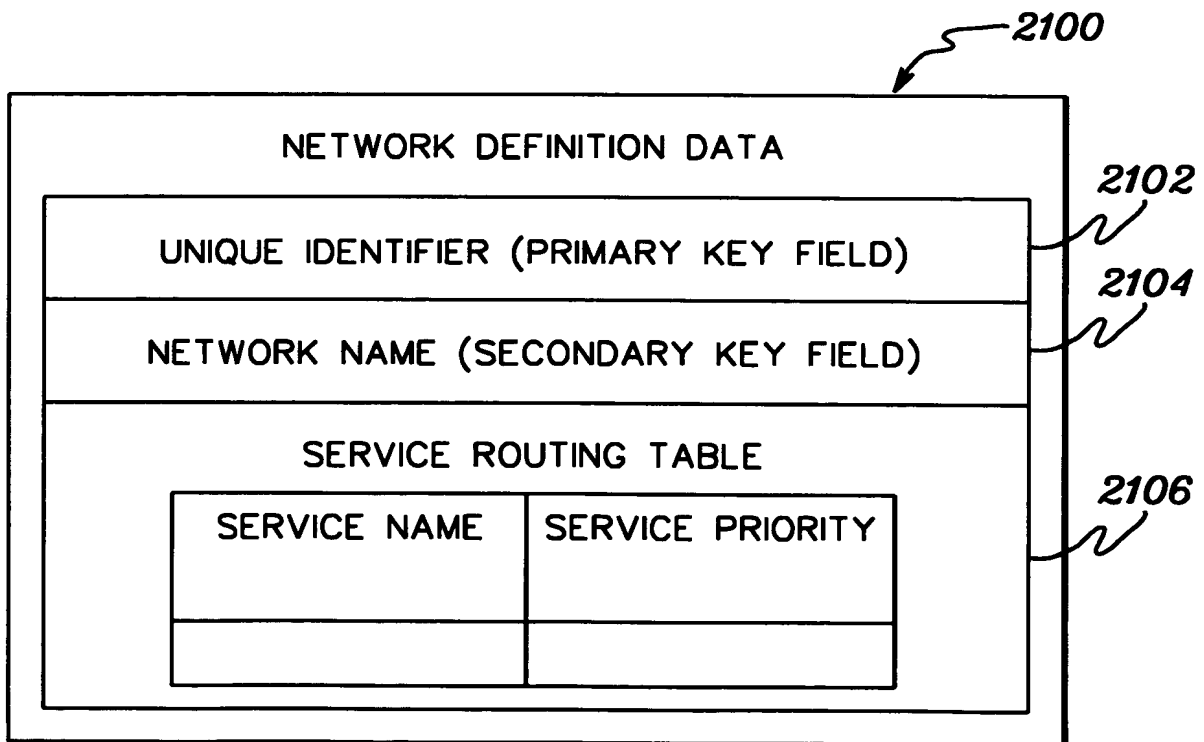 2100
NETWORK DEFINITION DATA
2102
UNIQUE IDENTIFIER (PRIMARY KEY FIELD)
2104
NETWORK NAME (SECONDARY KEY FIELD)
SERVICE ROUTING TABLE
2106
SERVICE NAME
SERVICE PRIORITY